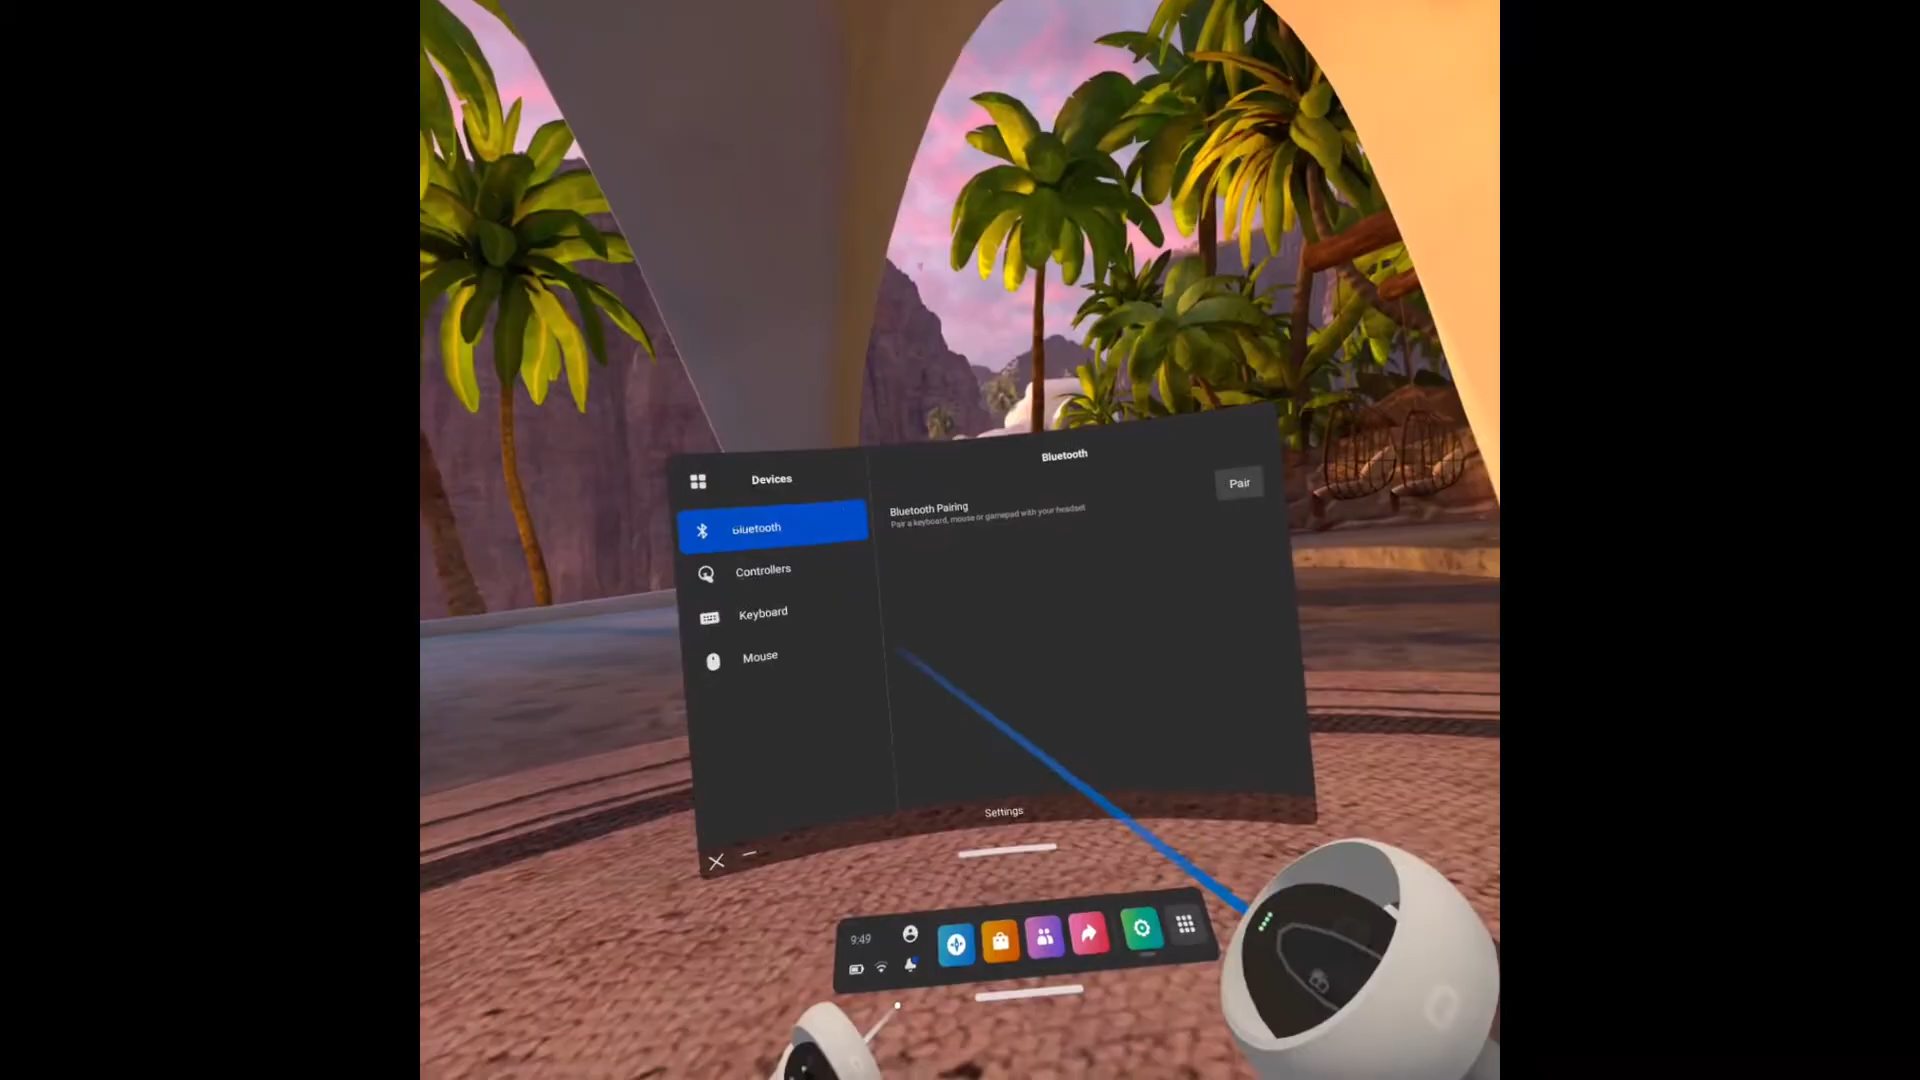 Devices
Bluetooth
Controllers
Keyboard
Mouse
Bluetooth
Bluetooth Pairing
Pair a keyboard, mouse or gamepad with your headset
Pair
Settings
9:49